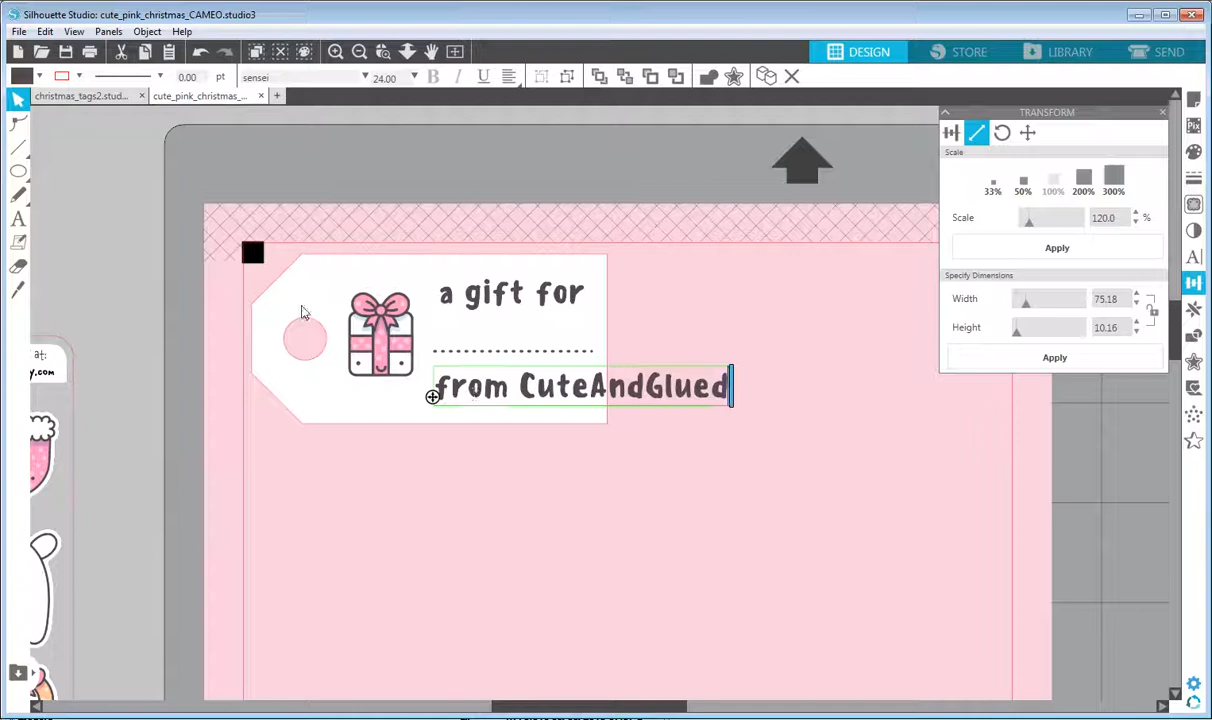 Silhouette Studio: cute_pink_christmas_CAMEO.studio3
File Edit View Panels Object Help
DESIGN STORE LIBRARY SEND
0.00 pt sensei 24.00 B I U
christmas_tags2.stud... cute_pink_christmas_...
TRANSFORM
Scale
33% 50% 100% 200% 300%
Scale 120.0 %
Apply
Specify Dimensions
Width 75.18
Height 10.16
Apply
a gift for
from CuteAndGlued
at:
y.com
Pix
A
A